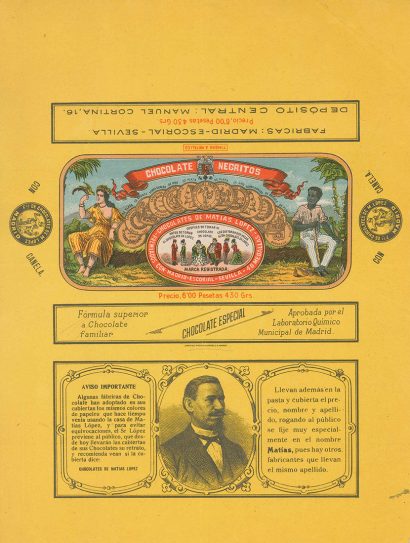 FABRICAS: MADRID-ESCORIAL-SEVILLA
DEPÓSITO CENTRAL: MANUEL CORTINA, 16.
Precio, 6'00 Pesetas 430 Grs.
CHOCOLATE NEGRITOS
CON
CANELA
CANELA
CON
CHOCOLATES DE MATIAS LOPEZ
MADRID-ESCORIAL-SEVILLA
MARCA REGISTRADA
Precio, 6'00 Pesetas 430 Grs.
Fórmula superior
a Chocolate
familiar
CHOCOLATE ESPECIAL
Aprobada por el
Laboratorio Químico
Municipal de Madrid.
AVISO IMPORTANTE
Algunas fábricas de Cho-
colate han adoptado en sus
cubiertas los mismos colores
de papeles que hace tiempo
venía usando la casa de Ma-
tías López, y para evitar
equivocaciones, el Sr López
previene al público, que des-
de hoy llevarán las cubiertas
de sus Chocolates su retrato,
y recomienda vean si la cu-
bierta dice:
CHOCOLATES DE MATIAS LOPEZ
Llevan además en la
pasta y cubierta el pre-
cio, nombre y apelli-
do, rogando al público
se fije muy especial-
mente en el nombre
Matías, pues hay otros
fabricantes que llevan
el mismo apellido.